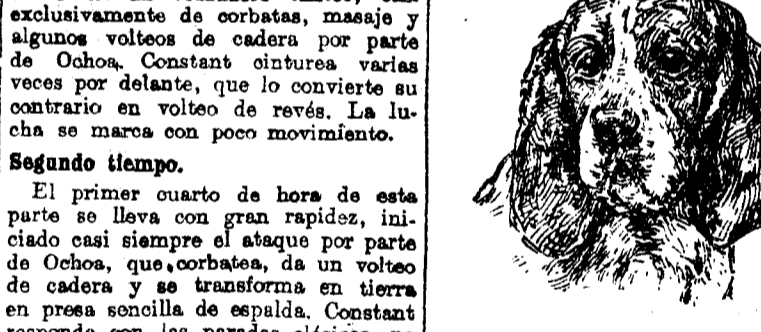 exclusivamente de corbatas, masaje y
algunos volteos de cadera por parte
de Ochoa. Constant cinturea varias
veces por delante, que lo convierte su
contrario en volteo de revés. La lu-
cha se marca con poco movimiento.
Segundo tiempo.
El primer cuarto de hora de esta
parte se lleva con gran rapidez, ini-
ciado casi siempre el ataque por parte
de Ochoa, que corbatea, da un volteo
de cadera y se transforma en tierra
en presa sencilla de espalda. Constant